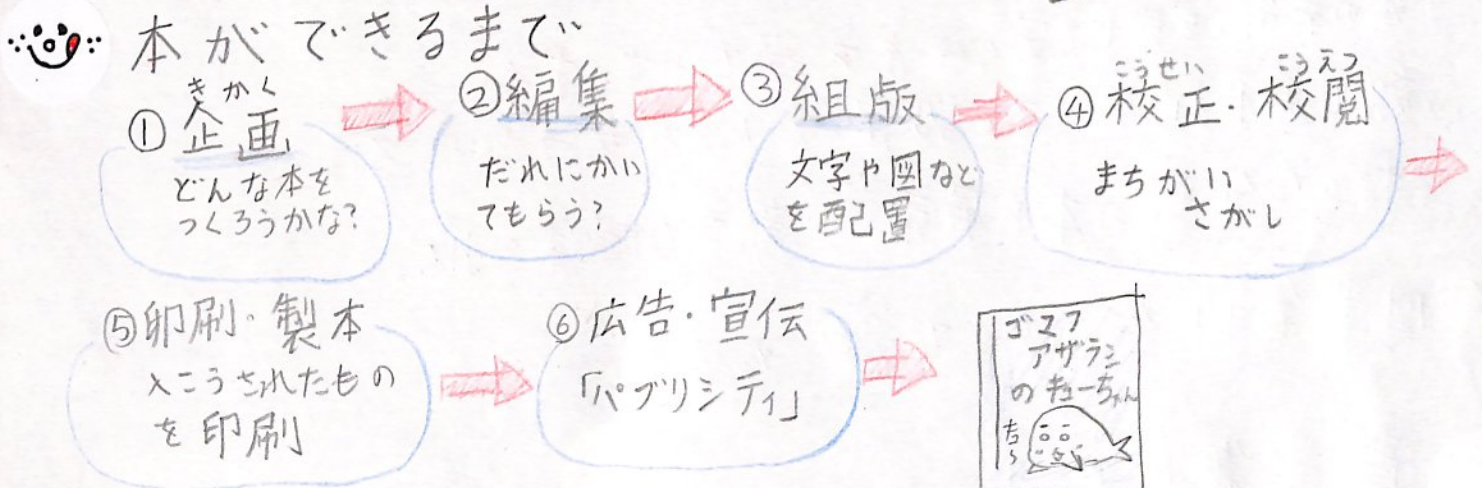 本ができるまで
きかく
①企画
どんな本を
つくろうかな?
②編集
だれにかい
てもらう?
③組版
文字や図など
を配置
こうせい こうえつ
④校正・校閲
まちがい
さがし
⑤印刷・製本
入こうされたもの
を印刷
⑥広告・宣伝
「パブリシティ」
ゴマフ
アザラシ
のキューちゃん